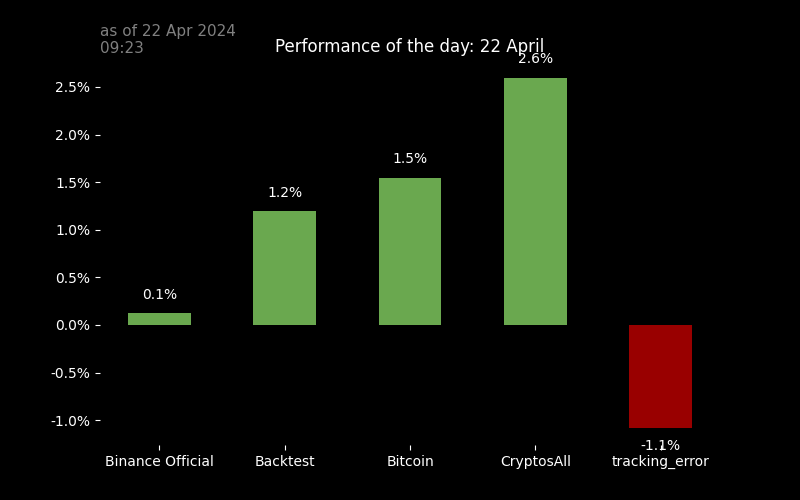 as of 22 Apr 2024
09:23
Performance of the day: 22 April
2.6%
2.5%
2.0%
1.5%
1.5%
1.2%
1.0%
0.5%
0.1%
0.0%
-0.5%
-1.0%
-1.1%
Binance Official
Backtest
Bitcoin
CryptosAll
tracking_error